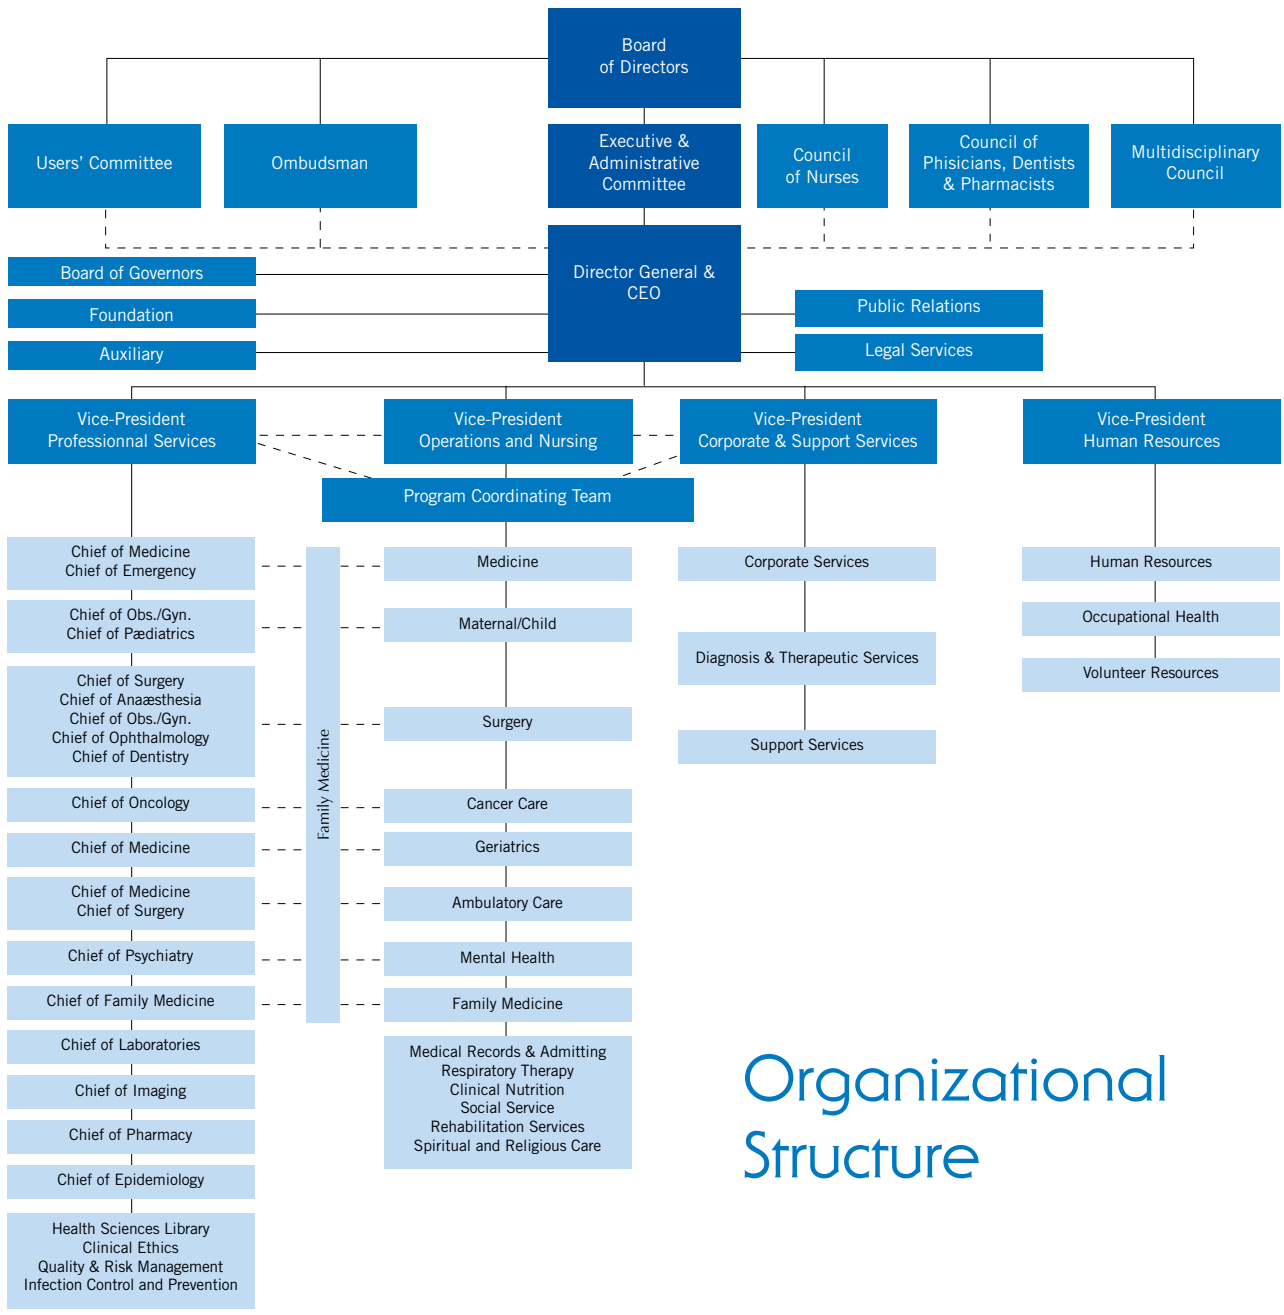 Board
of Directors
Users’ Committee
Ombudsman
Executive &
Administrative
Committee
Council
of Nurses
Council of
Phisicians, Dentists
& Pharmacists
Multidisciplinary
Council
Board of Governors
Foundation
Auxiliary
Director General &
CEO
Public Relations
Legal Services
Vice-President
Professionnal Services
Vice-President
Operations and Nursing
Vice-President
Corporate & Support Services
Vice-President
Human Resources
Program Coordinating Team
Chief of Medicine
Chief of Emergency
Chief of Obs./Gyn.
Chief of Pædiatrics
Chief of Surgery
Chief of Anaæsthesia
Chief of Obs./Gyn.
Chief of Ophthalmology
Chief of Dentistry
Chief of Oncology
Chief of Medicine
Chief of Medicine
Chief of Surgery
Chief of Psychiatry
Chief of Family Medicine
Chief of Laboratories
Chief of Imaging
Chief of Pharmacy
Chief of Epidemiology
Health Sciences Library
Clinical Ethics
Quality & Risk Management
Infection Control and Prevention
Family Medicine
Medicine
Maternal/Child
Surgery
Cancer Care
Geriatrics
Ambulatory Care
Mental Health
Family Medicine
Medical Records & Admitting
Respiratory Therapy
Clinical Nutrition
Social Service
Rehabilitation Services
Spiritual and Religious Care
Corporate Services
Diagnosis & Therapeutic Services
Support Services
Human Resources
Occupational Health
Volunteer Resources
Organizational
Structure